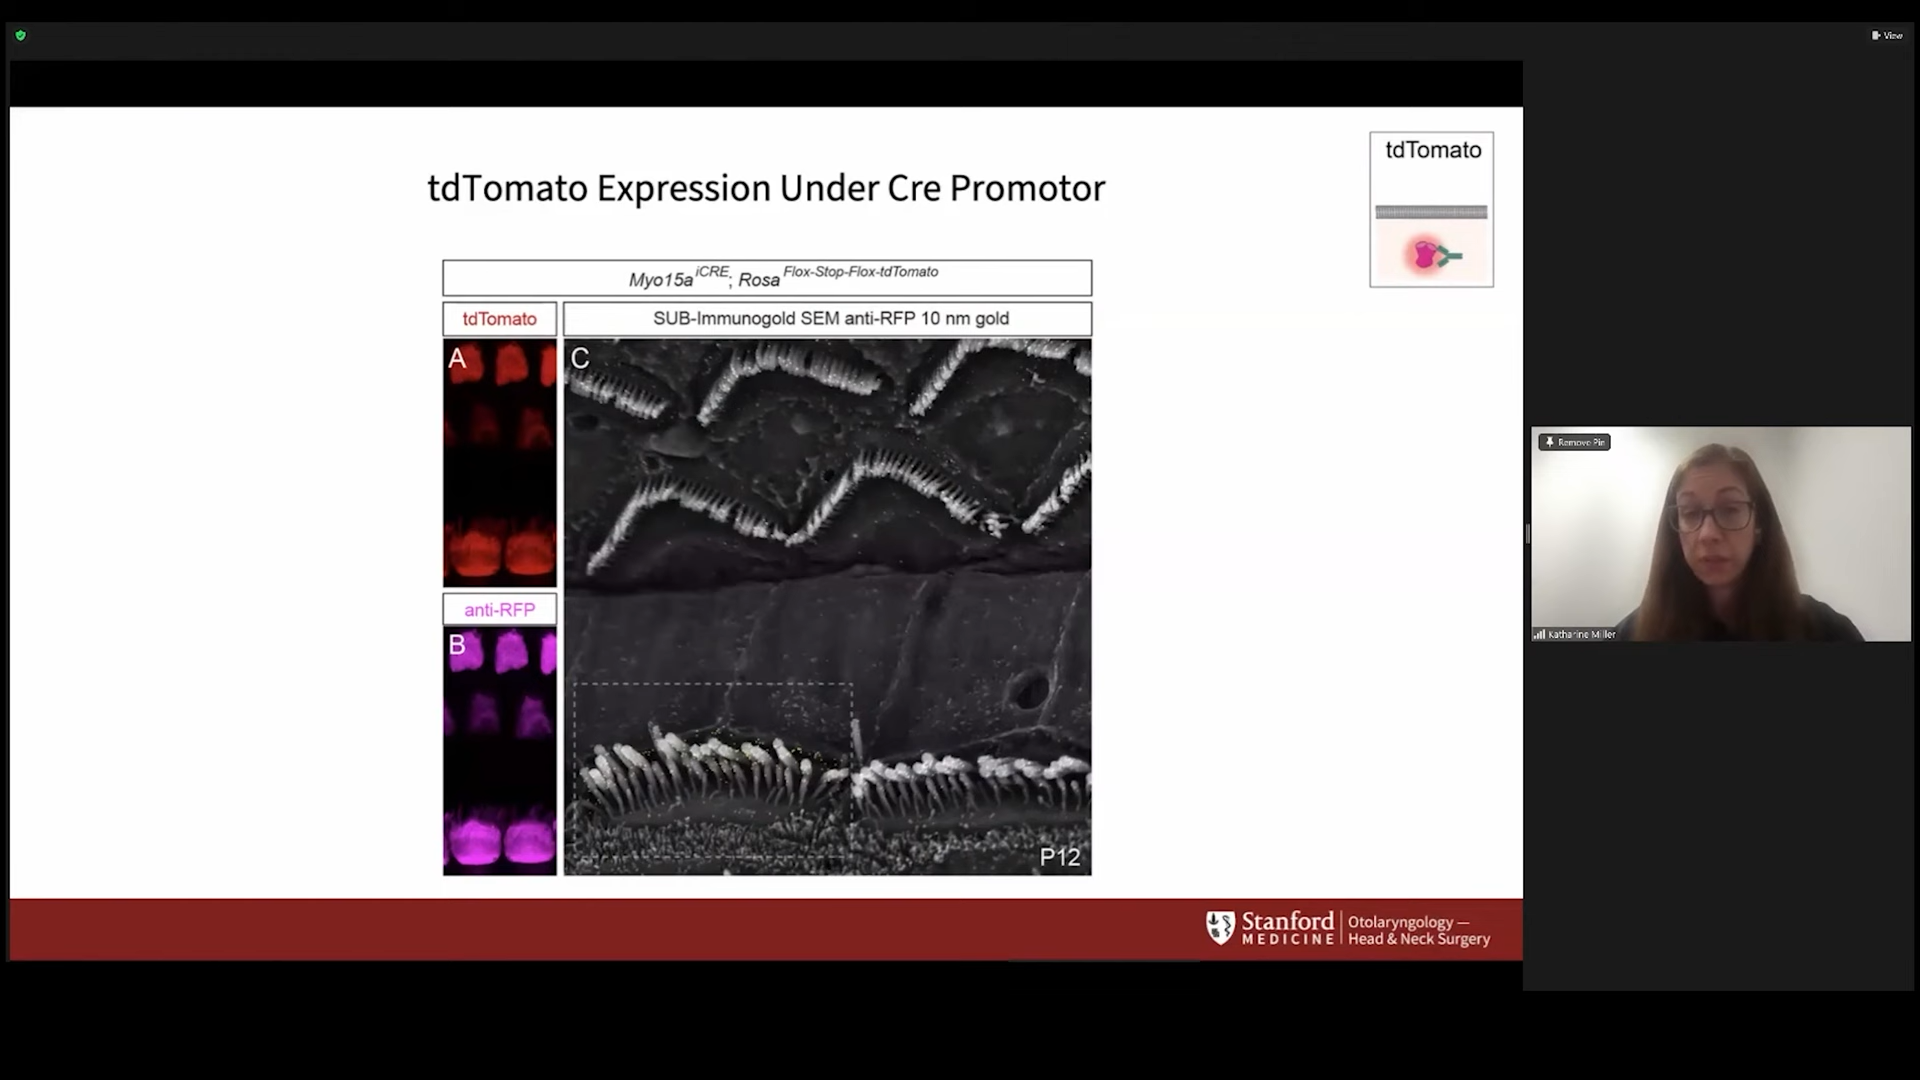 View
tdTomato
tdTomato Expression Under Cre Promotor
Myo15a iCRE; Rosa Flox-Stop-Flox-tdTomato
tdTomato
SUB-Immunogold SEM anti-RFP 10 nm gold
A
C
anti-RFP
B
P12
Remove Pin
Katharine Miller
Stanford
MEDICINE
Otolaryngology —
Head & Neck Surgery